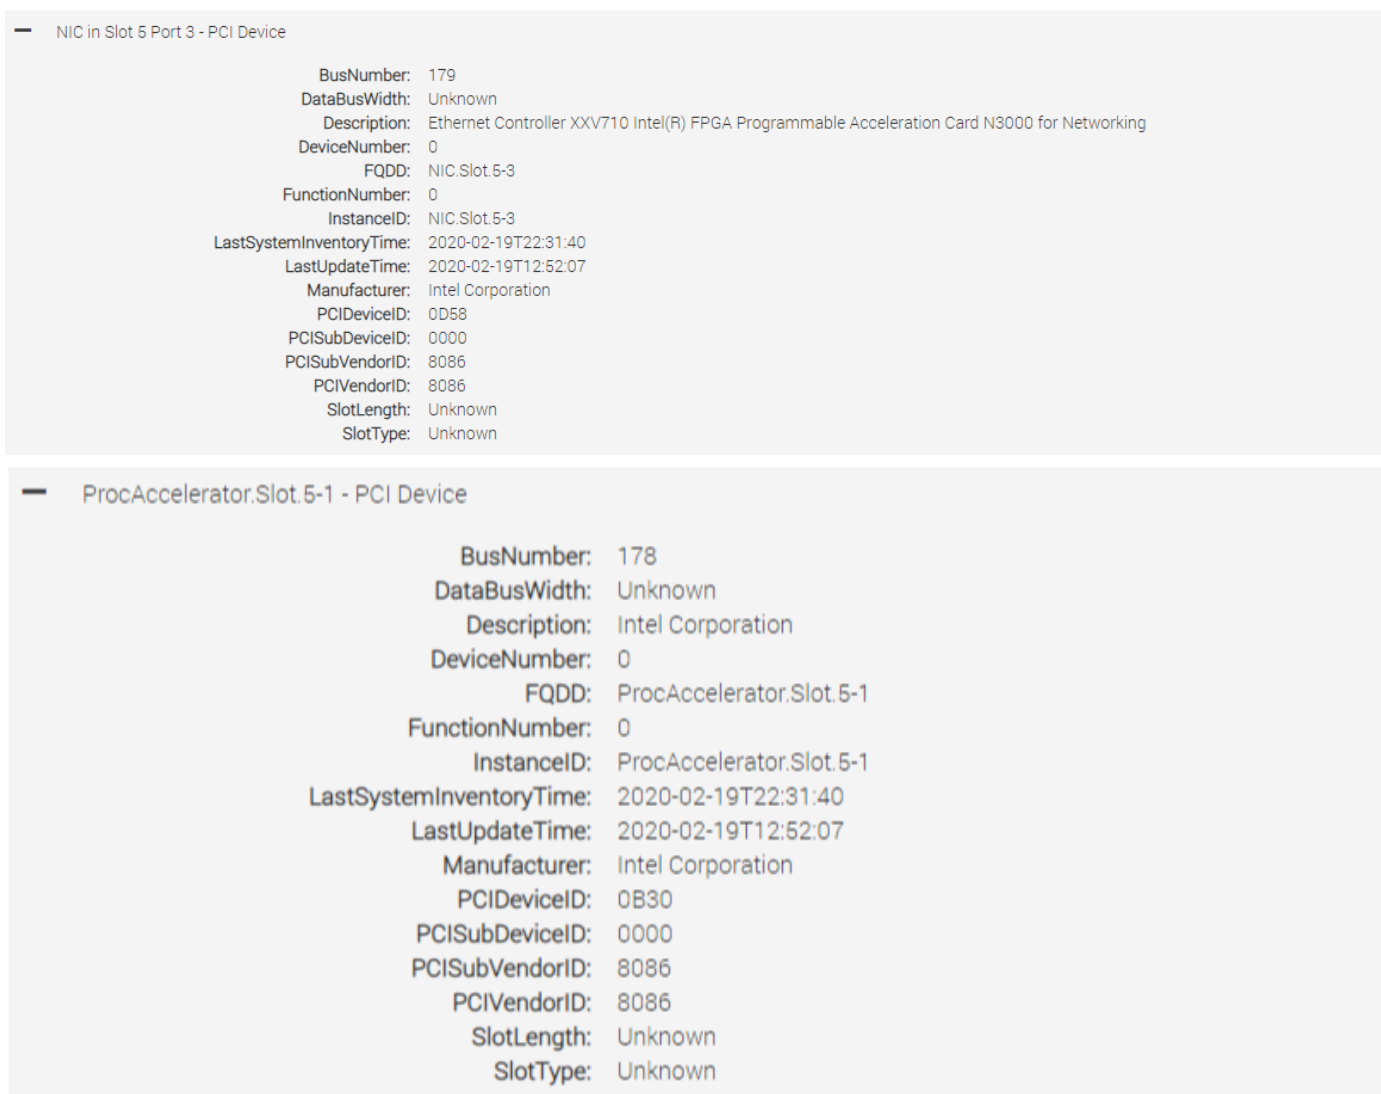 NIC in Slot 5 Port 3 - PCI Device
BusNumber: 179
DataBusWidth: Unknown
Description: Ethernet Controller XXV710 Intel(R) FPGA Programmable Acceleration Card N3000 for Networking
DeviceNumber: 0
FQDD: NIC.Slot.5-3
FunctionNumber: 0
InstanceID: NIC.Slot.5-3
LastSystemInventoryTime: 2020-02-19T22:31:40
LastUpdateTime: 2020-02-19T12:52:07
Manufacturer: Intel Corporation
PCIDeviceID: 0D58
PCISubDeviceID: 0000
PCISubVendorID: 8086
PCIVendorID: 8086
SlotLength: Unknown
SlotType: Unknown
ProcAccelerator.Slot.5-1 - PCI Device
BusNumber: 178
DataBusWidth: Unknown
Description: Intel Corporation
DeviceNumber: 0
FQDD: ProcAccelerator.Slot.5-1
FunctionNumber: 0
InstanceID: ProcAccelerator.Slot.5-1
LastSystemInventoryTime: 2020-02-19T22:31:40
LastUpdateTime: 2020-02-19T12:52:07
Manufacturer: Intel Corporation
PCIDeviceID: 0B30
PCISubDeviceID: 0000
PCISubVendorID: 8086
PCIVendorID: 8086
SlotLength: Unknown
SlotType: Unknown